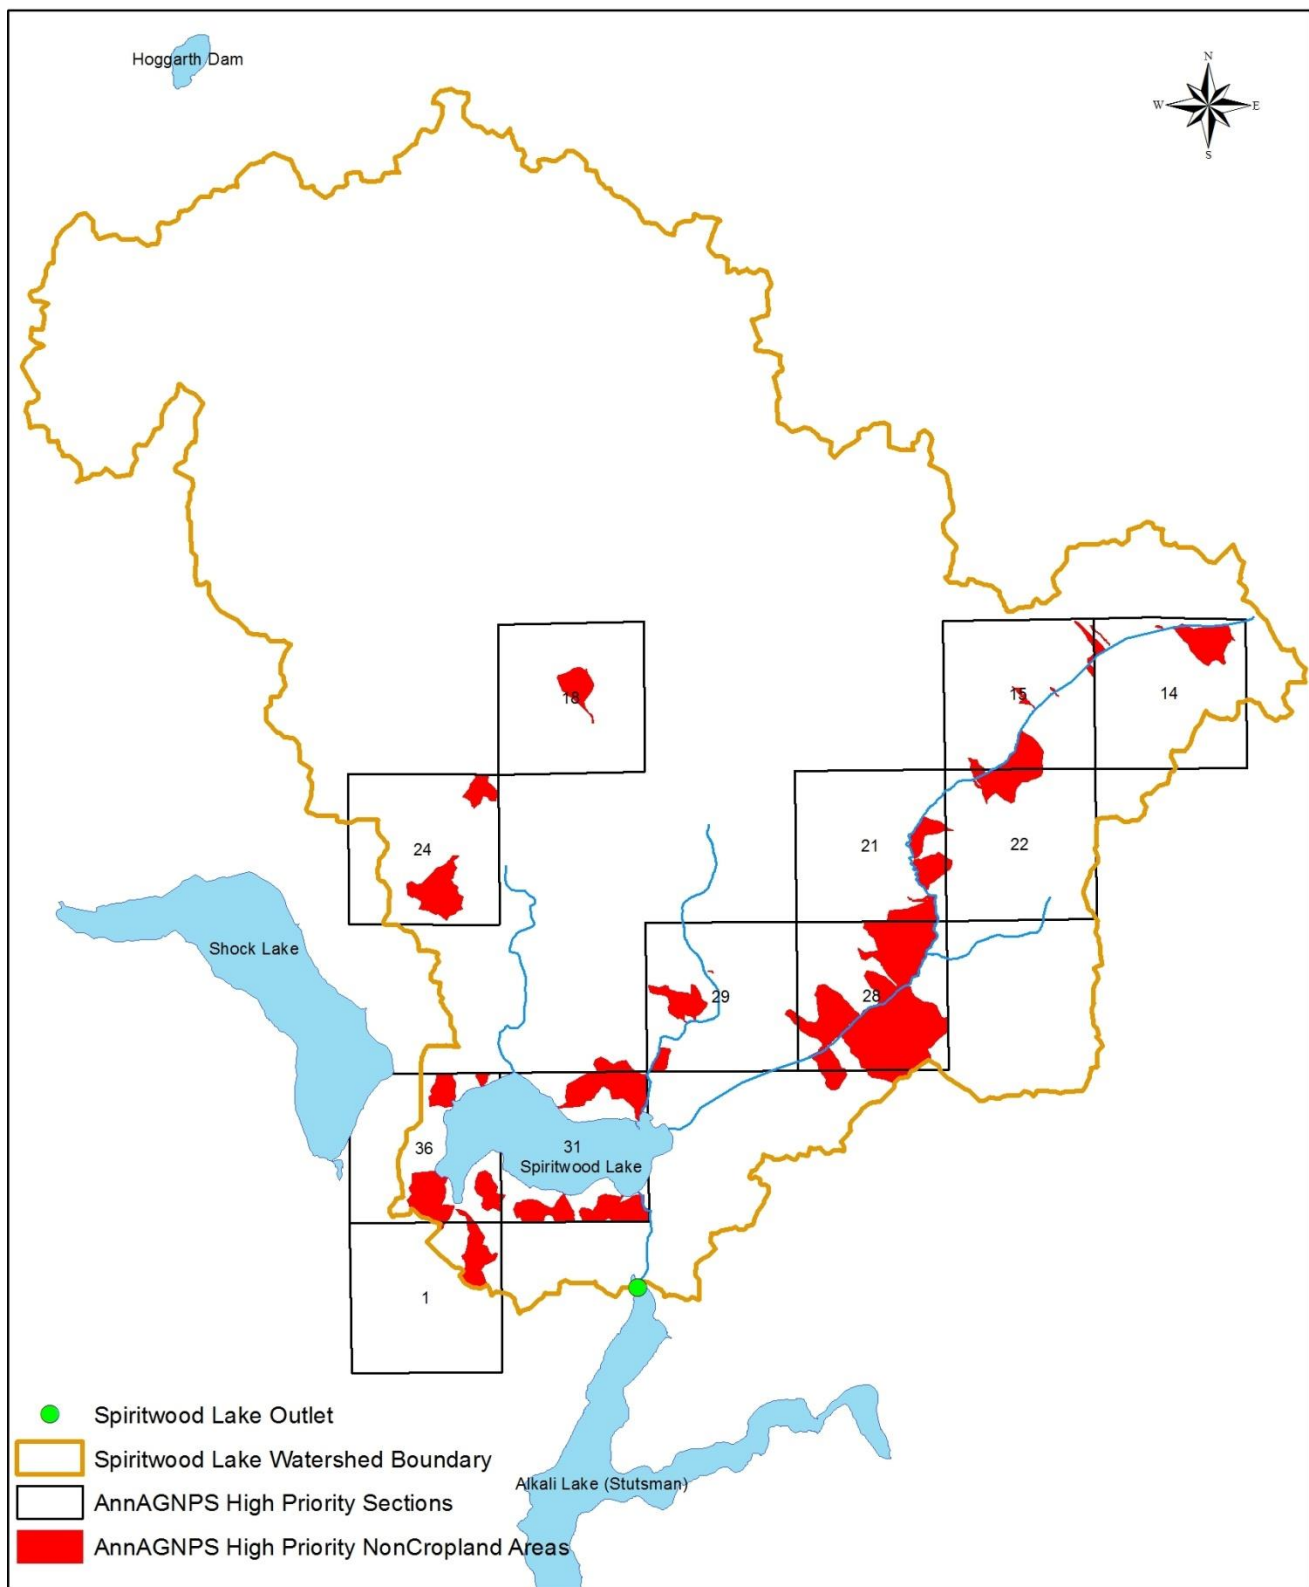 Hoggarth Dam
N
W
E
S
18
15
14
24
21
22
Shock Lake
29
28
36
31
Spiritwood Lake
1
Spiritwood Lake Outlet
Spiritwood Lake Watershed Boundary
Alkali Lake (Stutsman)
AnnAGNPS High Priority Sections
AnnAGNPS High Priority NonCropland Areas